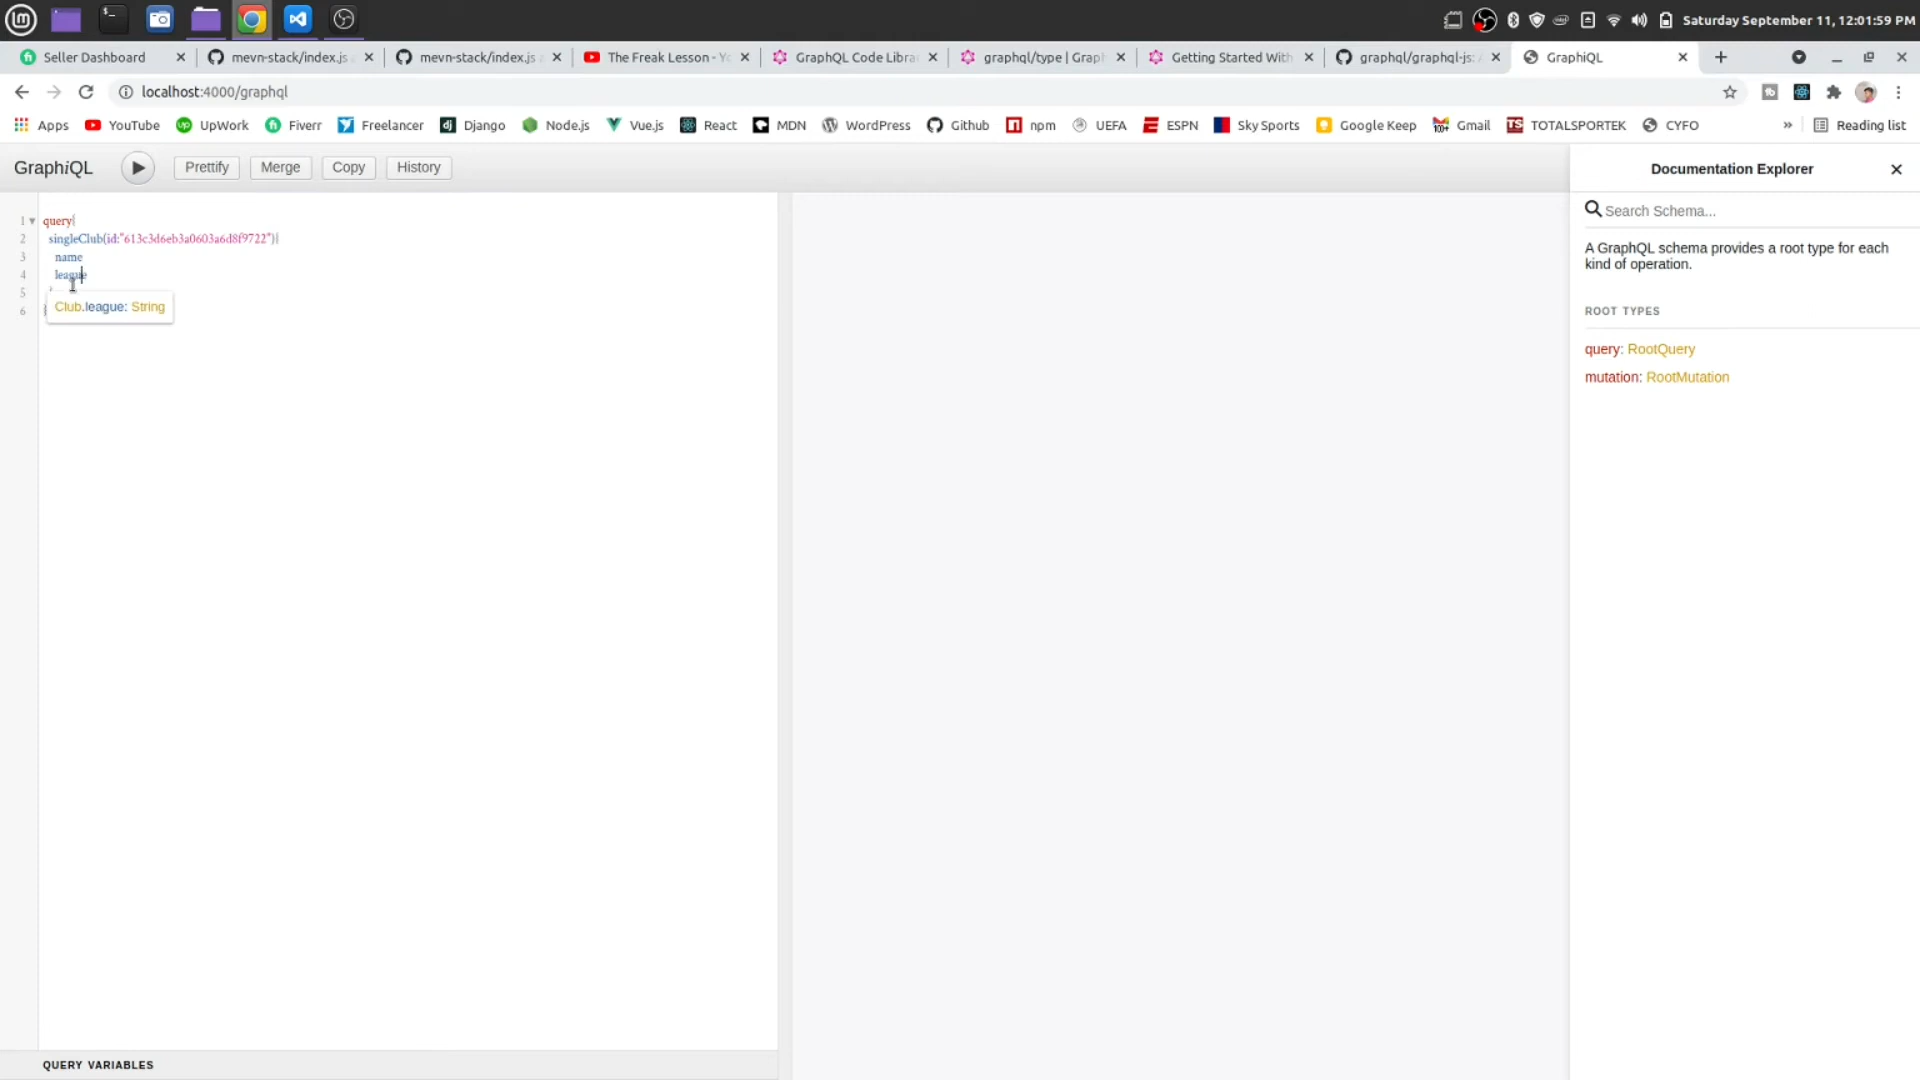 Saturday September 11, 12:01:59 PM
Seller Dashboard
mevn-stack/index.js
mevn-stack/index.js
The Freak Lesson - Yo
GraphQL Code Libra
graphql/type | Graph
Getting Started With
graphql/graphql-js: A
GraphiQL
localhost:4000/graphql
Apps YouTube UpWork Fiverr Freelancer Django Node.js Vue.js React MDN WordPress Github npm UEFA ESPN Sky Sports Google Keep Gmail TOTALSPORTEK CYFO » Reading list
GraphiQL Prettify Merge Copy History
1 query{
2 singleClub(id:"613c3d6eb3a0603a6d8f9722"){
3 name
4 league
5
6
Club.league: String
QUERY VARIABLES
Documentation Explorer
Search Schema...
A GraphQL schema provides a root type for each
kind of operation.
ROOT TYPES
query: RootQuery
mutation: RootMutation